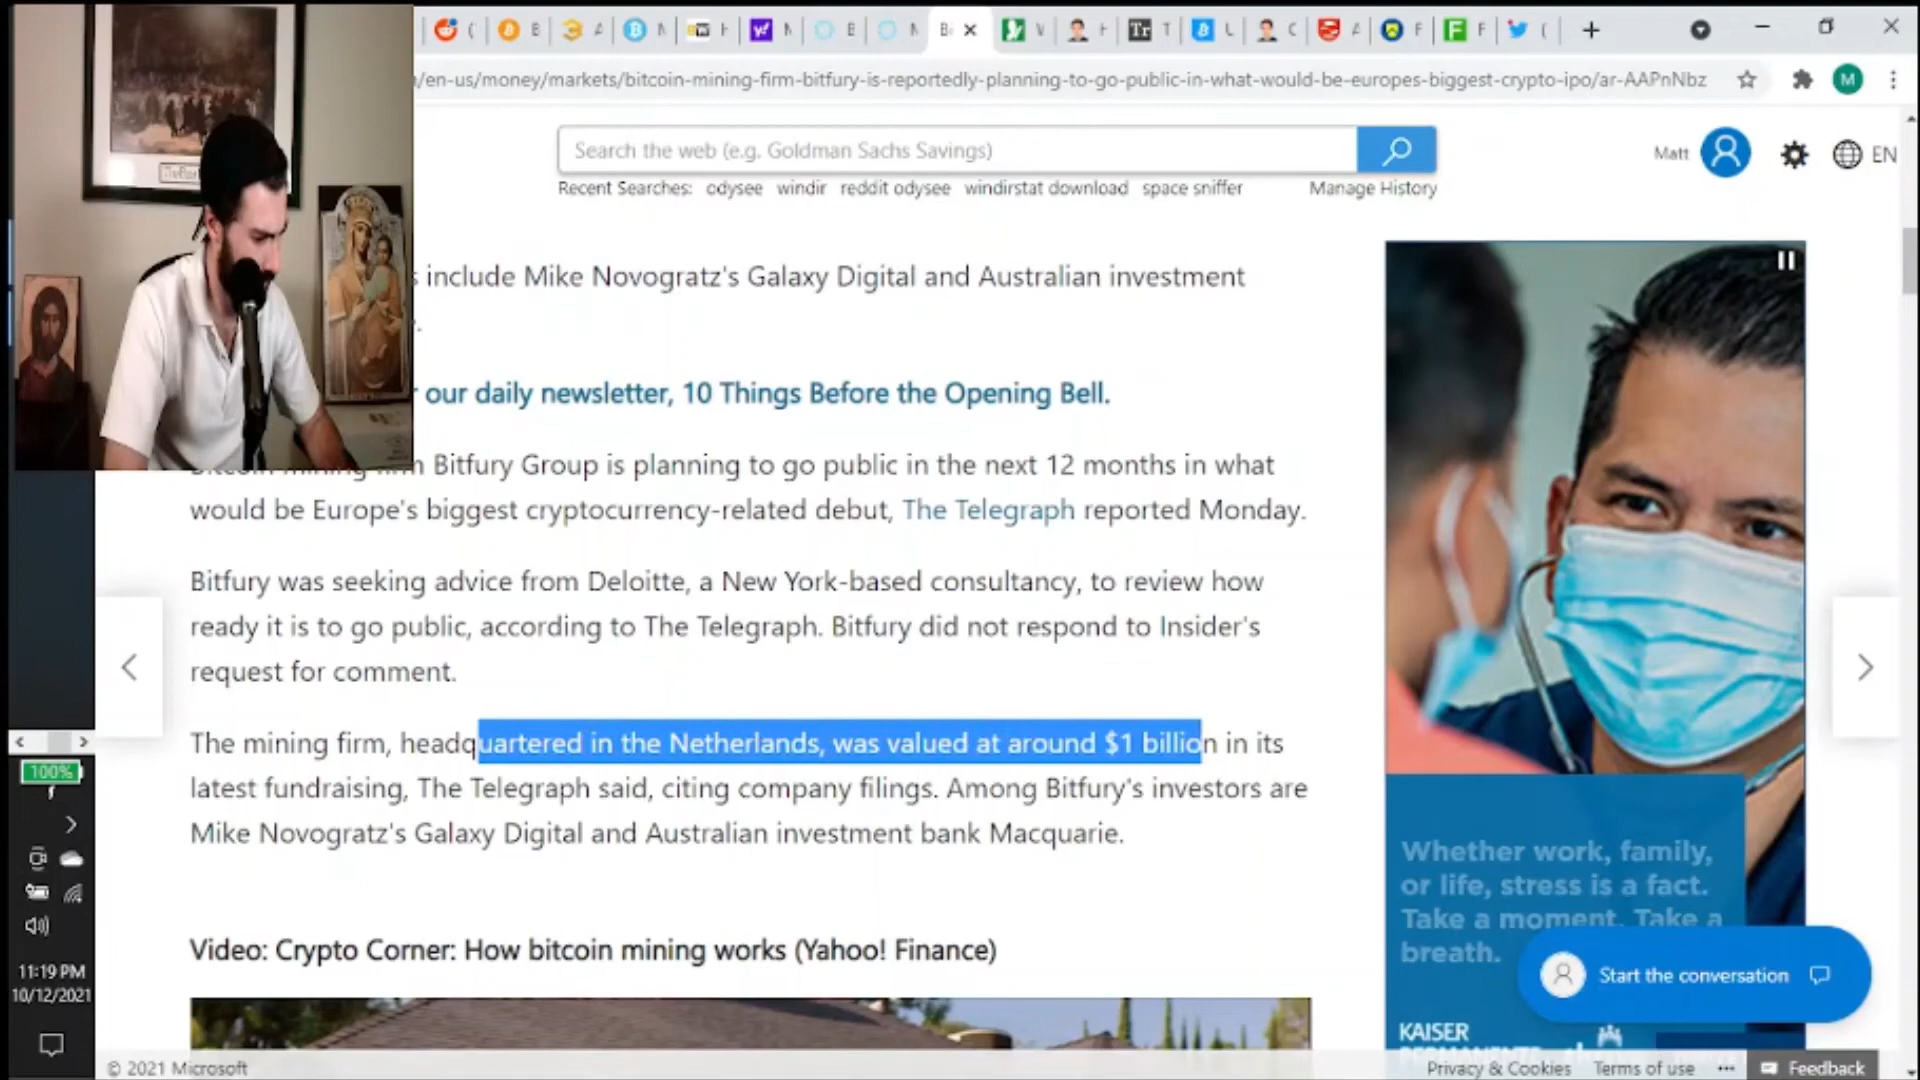 /en-us/money/markets/bitcoin-mining-firm-bitfury-is-reportedly-planning-to-go-public-in-what-would-be-europes-biggest-crypto-ipo/ar-AAPnNbz
M
Search the web (e.g. Goldman Sachs Savings)
Matt
EN
Recent Searches: odysee windir reddit odysee windirstat download space sniffer Manage History
include Mike Novogratz's Galaxy Digital and Australian investment
our daily newsletter, 10 Things Before the Opening Bell.
Bitfury Group is planning to go public in the next 12 months in what
would be Europe's biggest cryptocurrency-related debut, The Telegraph reported Monday.
Bitfury was seeking advice from Deloitte, a New York-based consultancy, to review how
ready it is to go public, according to The Telegraph. Bitfury did not respond to Insider's
request for comment.
The mining firm, headquartered in the Netherlands, was valued at around $1 billion in its
latest fundraising, The Telegraph said, citing company filings. Among Bitfury's investors are
Mike Novogratz's Galaxy Digital and Australian investment bank Macquarie.
Video: Crypto Corner: How bitcoin mining works (Yahoo! Finance)
Whether work, family,
or life, stress is a fact.
Take a moment. Take a
breath.
Start the conversation
KAISER
100%
11:19 PM
10/12/2021
© 2021 Microsoft
Privacy & Cookies Terms of use ••• Feedback